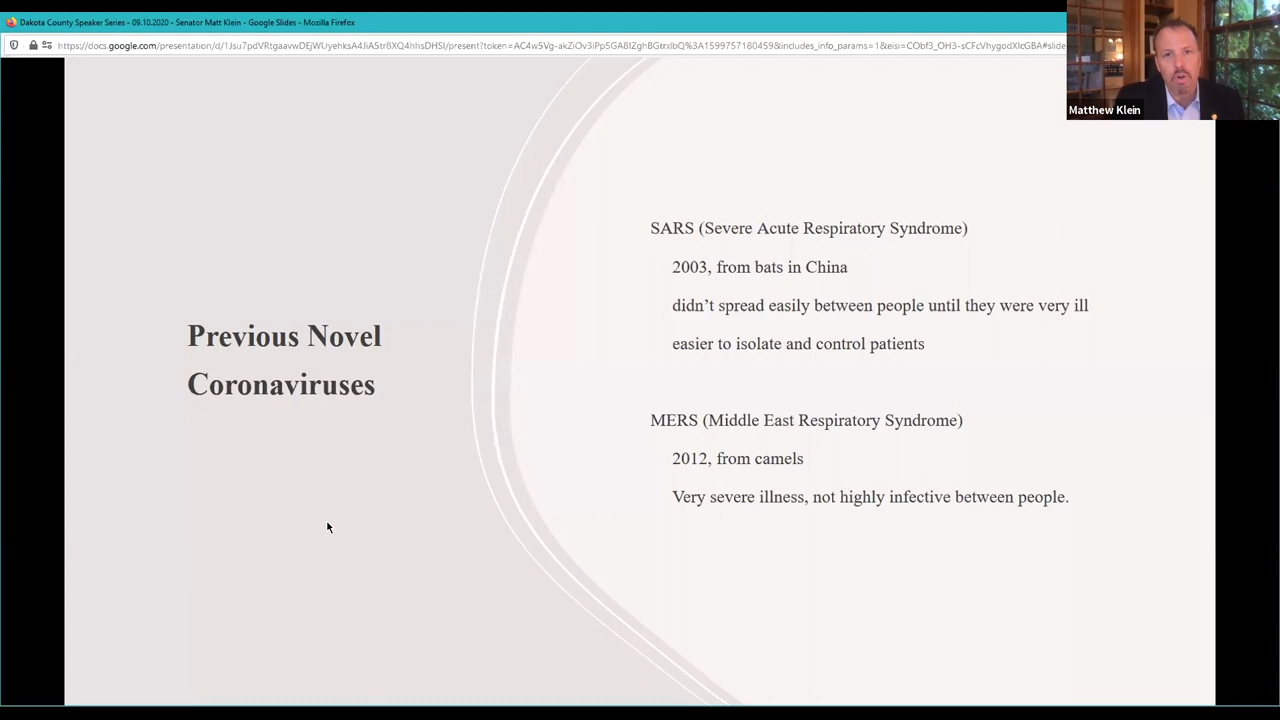 Dakota County Speaker Series - 09.10.2020 - Senator Matt Klein - Google Slides - Mozilla Firefox
Matthew Klein
SARS (Severe Acute Respiratory Syndrome)
2003, from bats in China
didn’t spread easily between people until they were very ill
easier to isolate and control patients
Previous Novel
Coronaviruses
MERS (Middle East Respiratory Syndrome)
2012, from camels
Very severe illness, not highly infective between people.